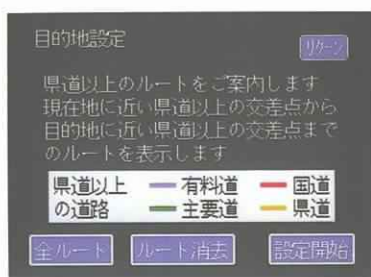 目的地設定
リターン
県道以上のルートをご案内します
現在地に近い県道以上の交差点から
目的地に近い県道以上の交差点まで
のルートを表示します
県道以上 有料道 国道
の道路 主要道 県道
全ルート ルート消去 設定開始